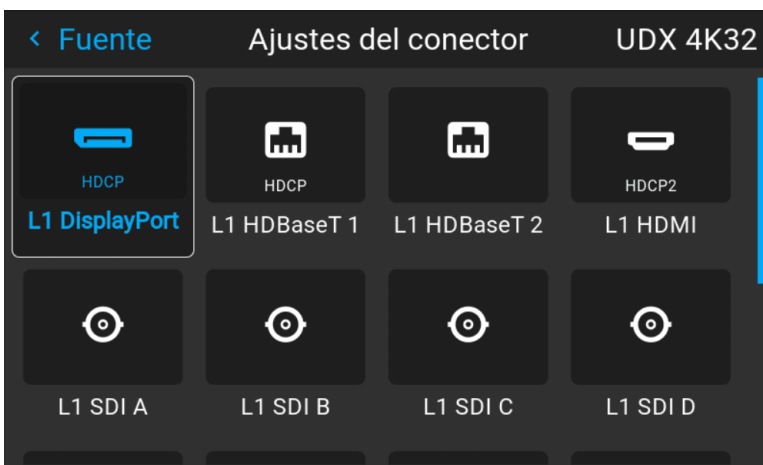 Fuente Ajustes del conector UDX 4K32
HDCP HDCP HDCP2
L1 DisplayPort L1 HDBaseT 1 L1 HDBaseT 2 L1 HDMI
L1 SDI A L1 SDI B L1 SDI C L1 SDI D